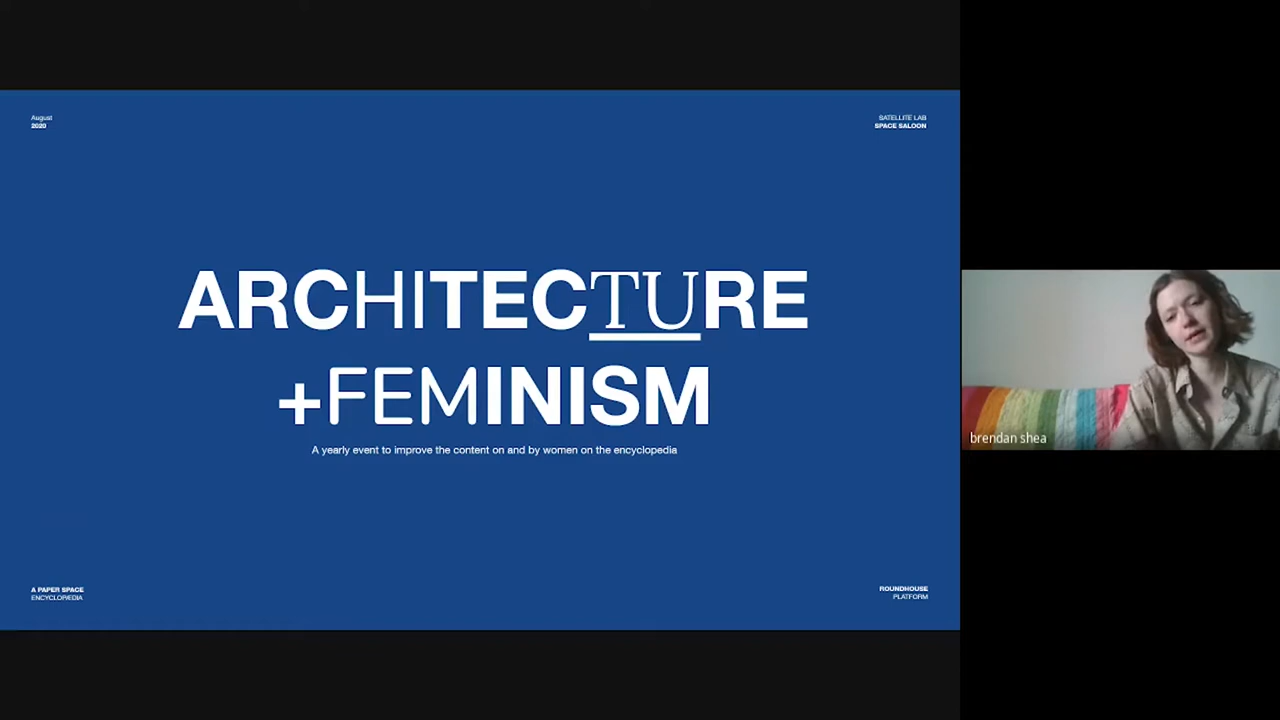 August
2020
SATELLITE LAB
SPACE SALOON
ARCHITECTURE
+FEMINISM
A yearly event to improve the content on and by women on the encyclopedia
brendan shea
A PAPER SPACE
ENCYCLOPÆDIA
ROUNDHOUSE
PLATFORM